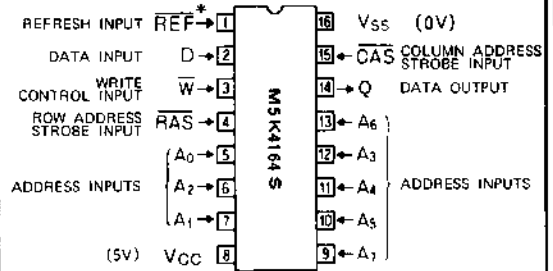 REFRESH INPUT REF* → 1
DATA INPUT D → 2
WRITE
CONTROL INPUT W → 3
ROW ADDRESS
STROBE INPUT RAS → 4
ADDRESS INPUTS
A0 → 5
A2 → 6
A1 → 7
(5V) VCC 8
M5K4164 S
16 VSS (0V)
15 ← CAS COLUMN ADDRESS
STROBE INPUT
14 → Q DATA OUTPUT
13 ← A6
12 ← A3
11 ← A4
10 ← A5
9 ← A7
ADDRESS INPUTS